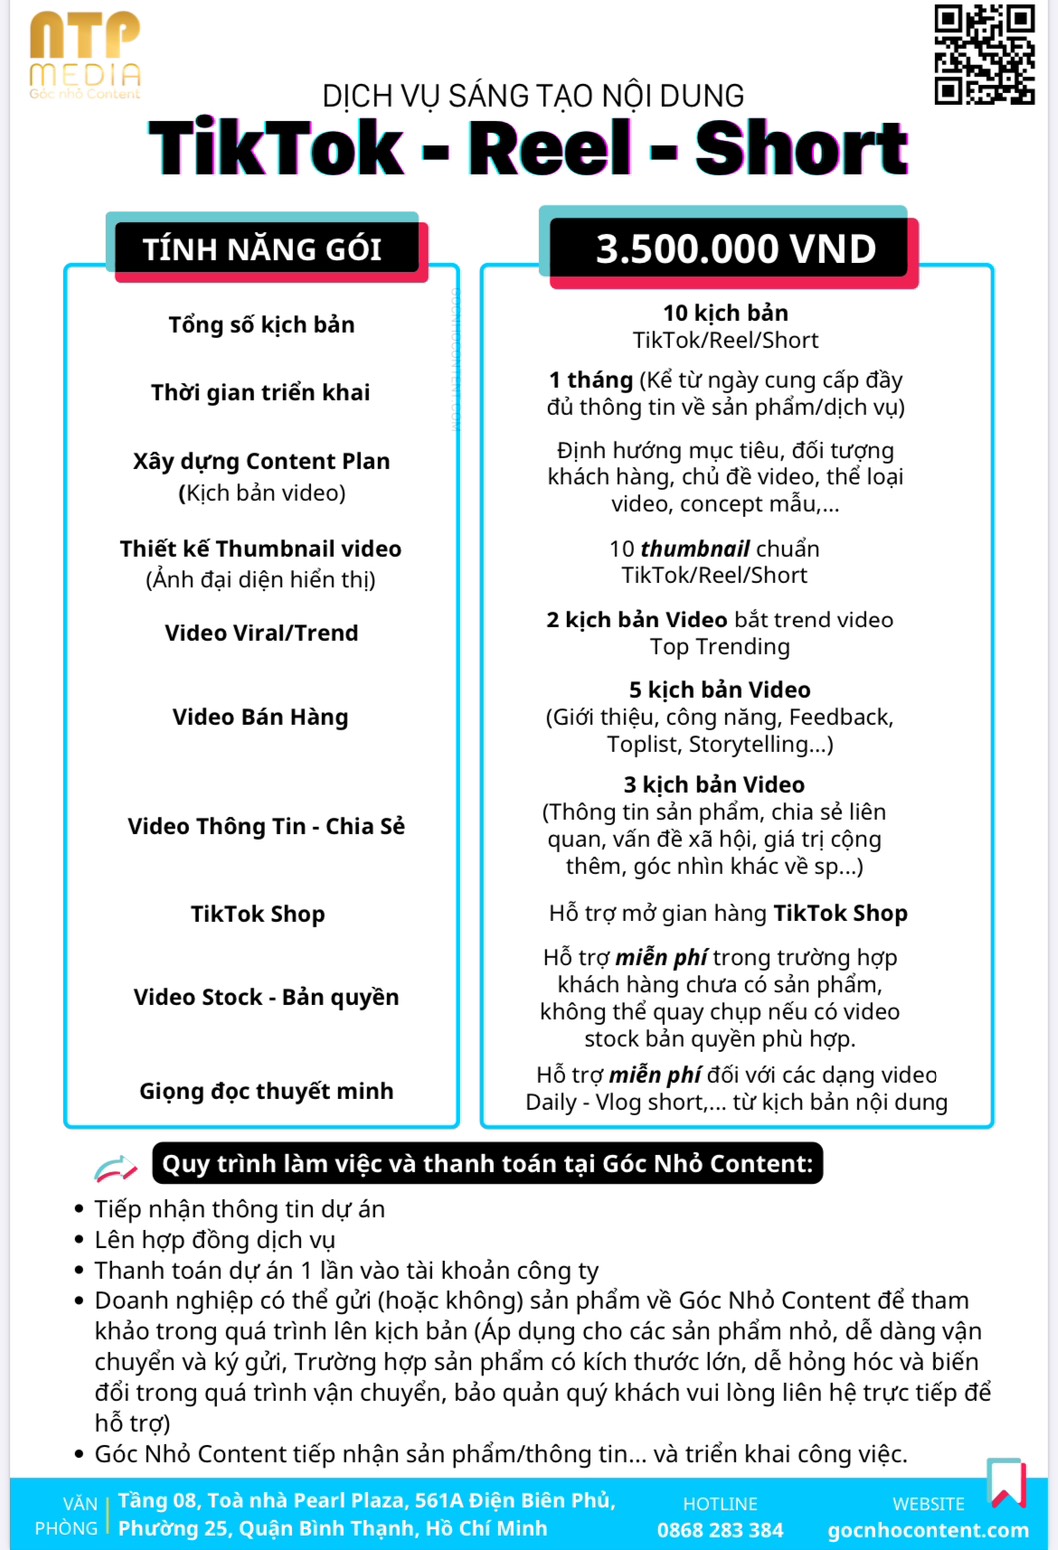 NTP
MEDIA
Góc nhỏ Content
DỊCH VỤ SÁNG TẠO NỘI DUNG
TikTok - Reel - Short
TÍNH NĂNG GÓI
3.500.000 VND
GOCNHOCONTENT.COM
Tổng số kịch bản
10 kịch bản
TikTok/Reel/Short
Thời gian triển khai
1 tháng (Kể từ ngày cung cấp đầy
đủ thông tin về sản phẩm/dịch vụ)
Xây dựng Content Plan
(Kịch bản video)
Định hướng mục tiêu, đối tượng
khách hàng, chủ đề video, thể loại
video, concept mẫu,...
Thiết kế Thumbnail video
(Ảnh đại diện hiển thị)
10 thumbnail chuẩn
TikTok/Reel/Short
Video Viral/Trend
2 kịch bản Video bắt trend video
Top Trending
Video Bán Hàng
5 kịch bản Video
(Giới thiệu, công năng, Feedback,
Toplist, Storytelling...)
Video Thông Tin - Chia Sẻ
3 kịch bản Video
(Thông tin sản phẩm, chia sẻ liên
quan, vấn đề xã hội, giá trị cộng
thêm, góc nhìn khác về sp...)
TikTok Shop
Hỗ trợ mở gian hàng TikTok Shop
Video Stock - Bản quyền
Hỗ trợ miễn phí trong trường hợp
khách hàng chưa có sản phẩm,
không thể quay chụp nếu có video
stock bản quyền phù hợp.
Giọng đọc thuyết minh
Hỗ trợ miễn phí đối với các dạng video
Daily - Vlog short,... từ kịch bản nội dung
Quy trình làm việc và thanh toán tại Góc Nhỏ Content:
• Tiếp nhận thông tin dự án
• Lên hợp đồng dịch vụ
• Thanh toán dự án 1 lần vào tài khoản công ty
• Doanh nghiệp có thể gửi (hoặc không) sản phẩm về Góc Nhỏ Content để tham
khảo trong quá trình lên kịch bản (Áp dụng cho các sản phẩm nhỏ, dễ dàng vận
chuyển và ký gửi, Trường hợp sản phẩm có kích thước lớn, dễ hỏng hóc và biến
đổi trong quá trình vận chuyển, bảo quản quý khách vui lòng liên hệ trực tiếp để
hỗ trợ)
• Góc Nhỏ Content tiếp nhận sản phẩm/thông tin... và triển khai công việc.
VĂN
PHÒNG
Tầng 08, Toà nhà Pearl Plaza, 561A Điện Biên Phủ,
Phường 25, Quận Bình Thạnh, Hồ Chí Minh
HOTLINE
0868 283 384
WEBSITE
gocnhocontent.com